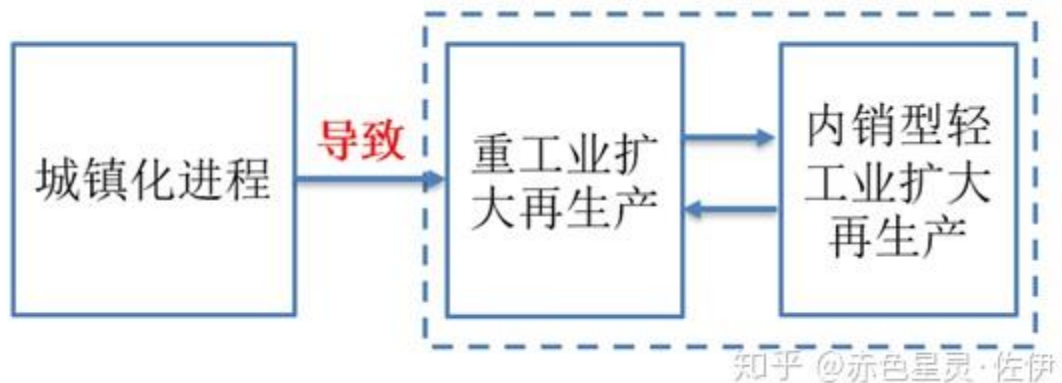 城镇化进程
导致
重工业扩
大再生产
内销型轻
工业扩大
再生产
知乎 @赤色星灵·佐伊